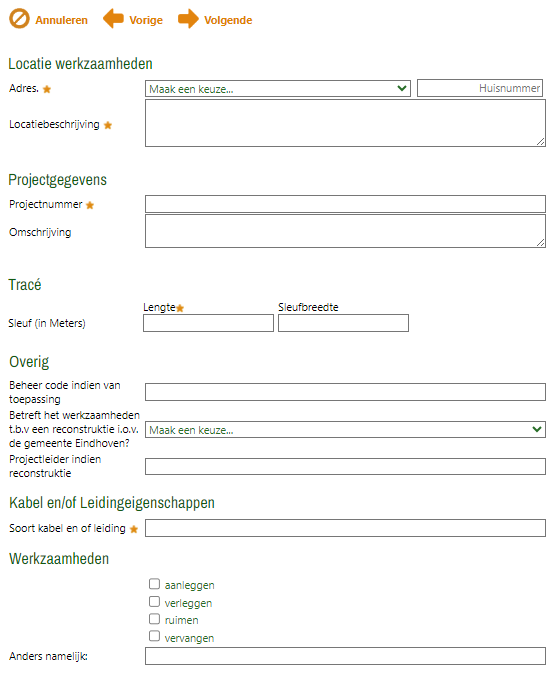 Annuleren Vorige Volgende
Locatie werkzaamheden
Adres. Maak een keuze... Huisnummer
Locatiebeschrijving
Projectgegevens
Projectnummer
Omschrijving
Tracé
Lengte Sleufbreedte
Sleuf (in Meters)
Overig
Beheer code indien van
toepassing
Betreft het werkzaamheden
t.b.v een reconstructie i.o.v. Maak een keuze...
de gemeente Eindhoven?
Projectleider indien
reconstruktie
Kabel en/of Leidingeigenschappen
Soort kabel en of leiding
Werkzaamheden
aanleggen
verleggen
ruimen
vervangen
Anders namelijk: